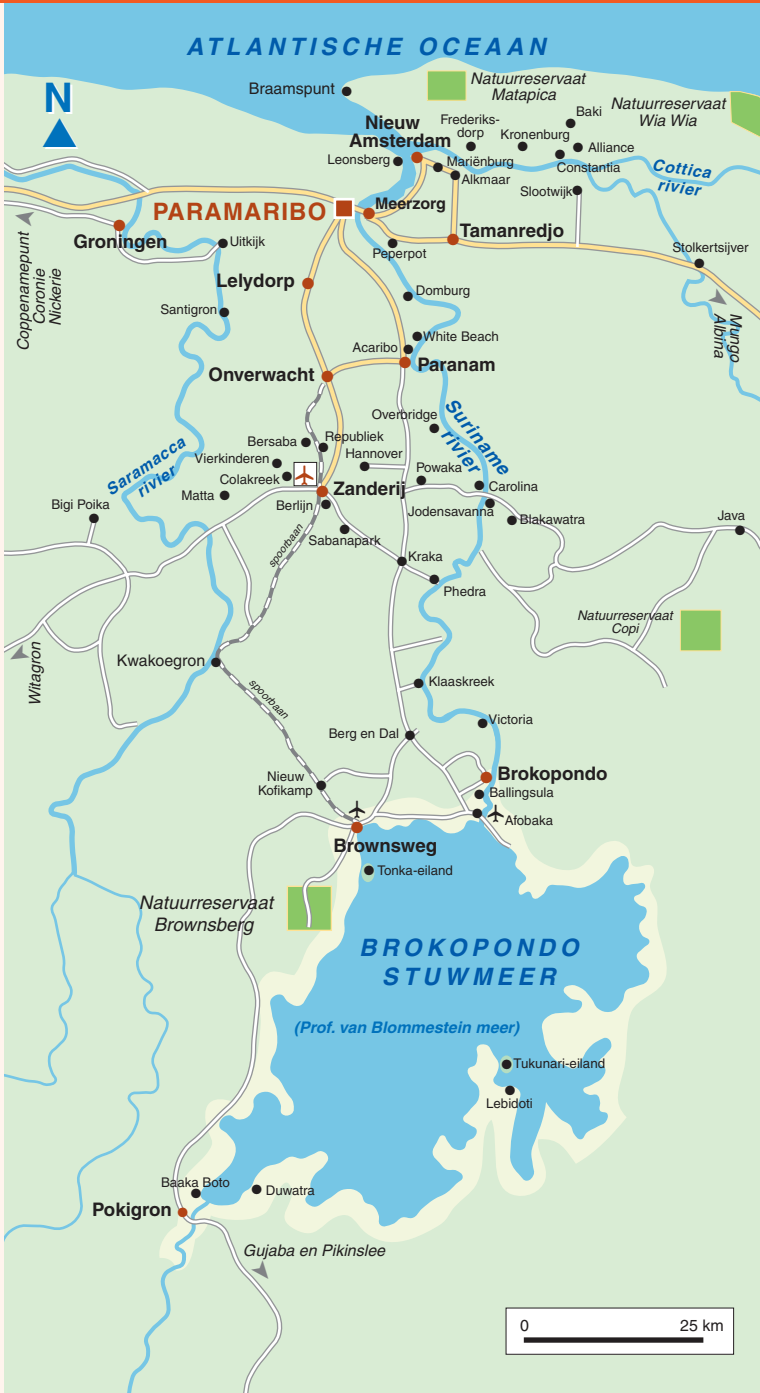 ATLANTISCHE OCEAAN
Braamspunt
Natuurreservaat
Matapica
Natuurreservaat
Wia Wia
N
Nieuw
Amsterdam
Frederiks-
dorp
Kronenburg
Baki
Alliance
Constantia
Leonsberg
Mariënburg
Alkmaar
Cottica
rivier
Slootwijk
PARAMARIBO
Meerzorg
Groningen
Uitkijk
Peperpot
Tamanredjo
Stolkertsijver
Coppenamepunt
Coronie
Nickerie
Lelydorp
Domburg
Santigron
Mungo
Albina
White Beach
Acaribo
Paranam
Onverwacht
Overbridge
Suriname
rivier
Bersaba
Republiek
Vierkinderen
Hannover
Colakreek
Powaka
Saramacca
rivier
Matta
Zanderij
Carolina
Bigi Poika
Berlijn
Jodensavanna
Blakawatra
Java
Sabanapark
spoorbaan
Kraka
Phedra
Natuurreservaat
Copi
Witagron
Kwakoegron
spoorbaan
Klaaskreek
Victoria
Berg en Dal
Nieuw
Kofikamp
Brokopondo
Ballingsula
Afobaka
Brownsweg
Tonka-eiland
Natuurreservaat
Brownsberg
BROKOPONDO
STUWMEER
(Prof. van Blommestein meer)
Tukunari-eiland
Lebidoti
Baaka Boto
Duwatra
Pokigron
Gujaba en Pikinslee
0 25 km